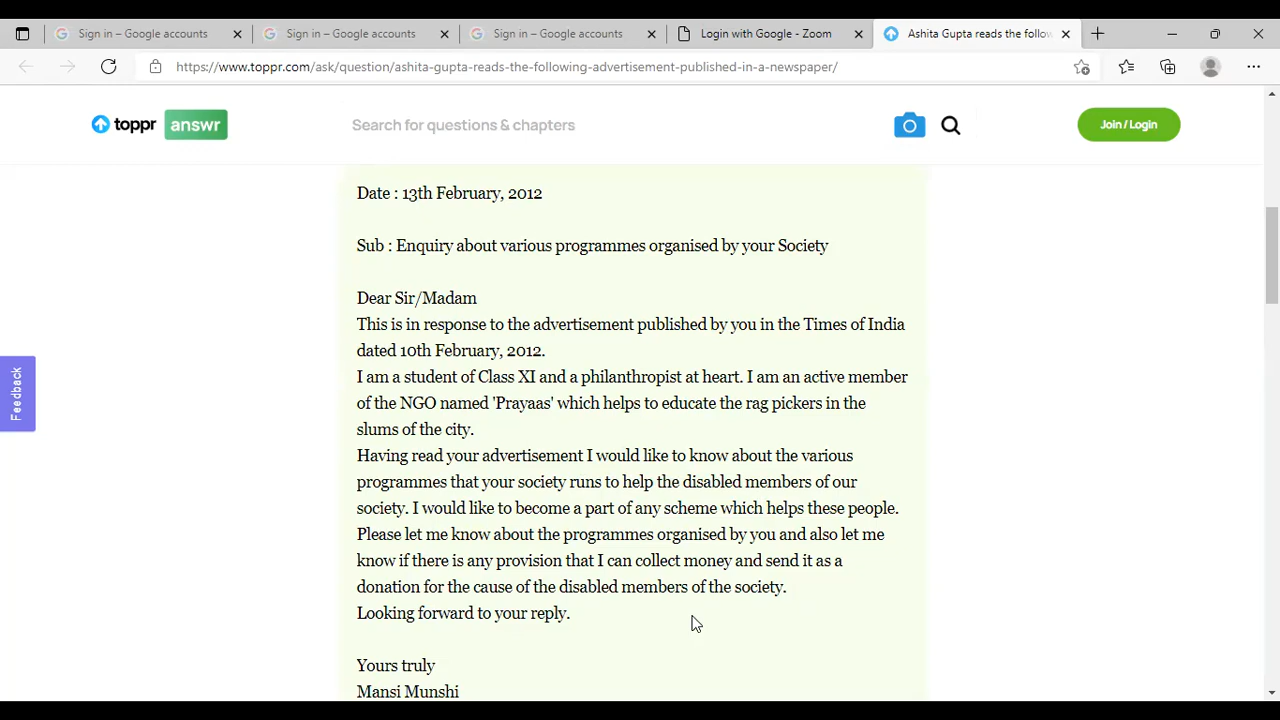 Sign in – Google accounts
Sign in – Google accounts
Sign in – Google accounts
Login with Google - Zoom
Ashita Gupta reads the follow
https://www.toppr.com/ask/question/ashita-gupta-reads-the-following-advertisement-published-in-a-newspaper/
toppr answr
Search for questions & chapters
Join / Login
Feedback
Date : 13th February, 2012
Sub : Enquiry about various programmes organised by your Society
Dear Sir/Madam
This is in response to the advertisement published by you in the Times of India
dated 10th February, 2012.
I am a student of Class XI and a philanthropist at heart. I am an active member
of the NGO named 'Prayaas' which helps to educate the rag pickers in the
slums of the city.
Having read your advertisement I would like to know about the various
programmes that your society runs to help the disabled members of our
society. I would like to become a part of any scheme which helps these people.
Please let me know about the programmes organised by you and also let me
know if there is any provision that I can collect money and send it as a
donation for the cause of the disabled members of the society.
Looking forward to your reply.
Yours truly
Mansi Munshi